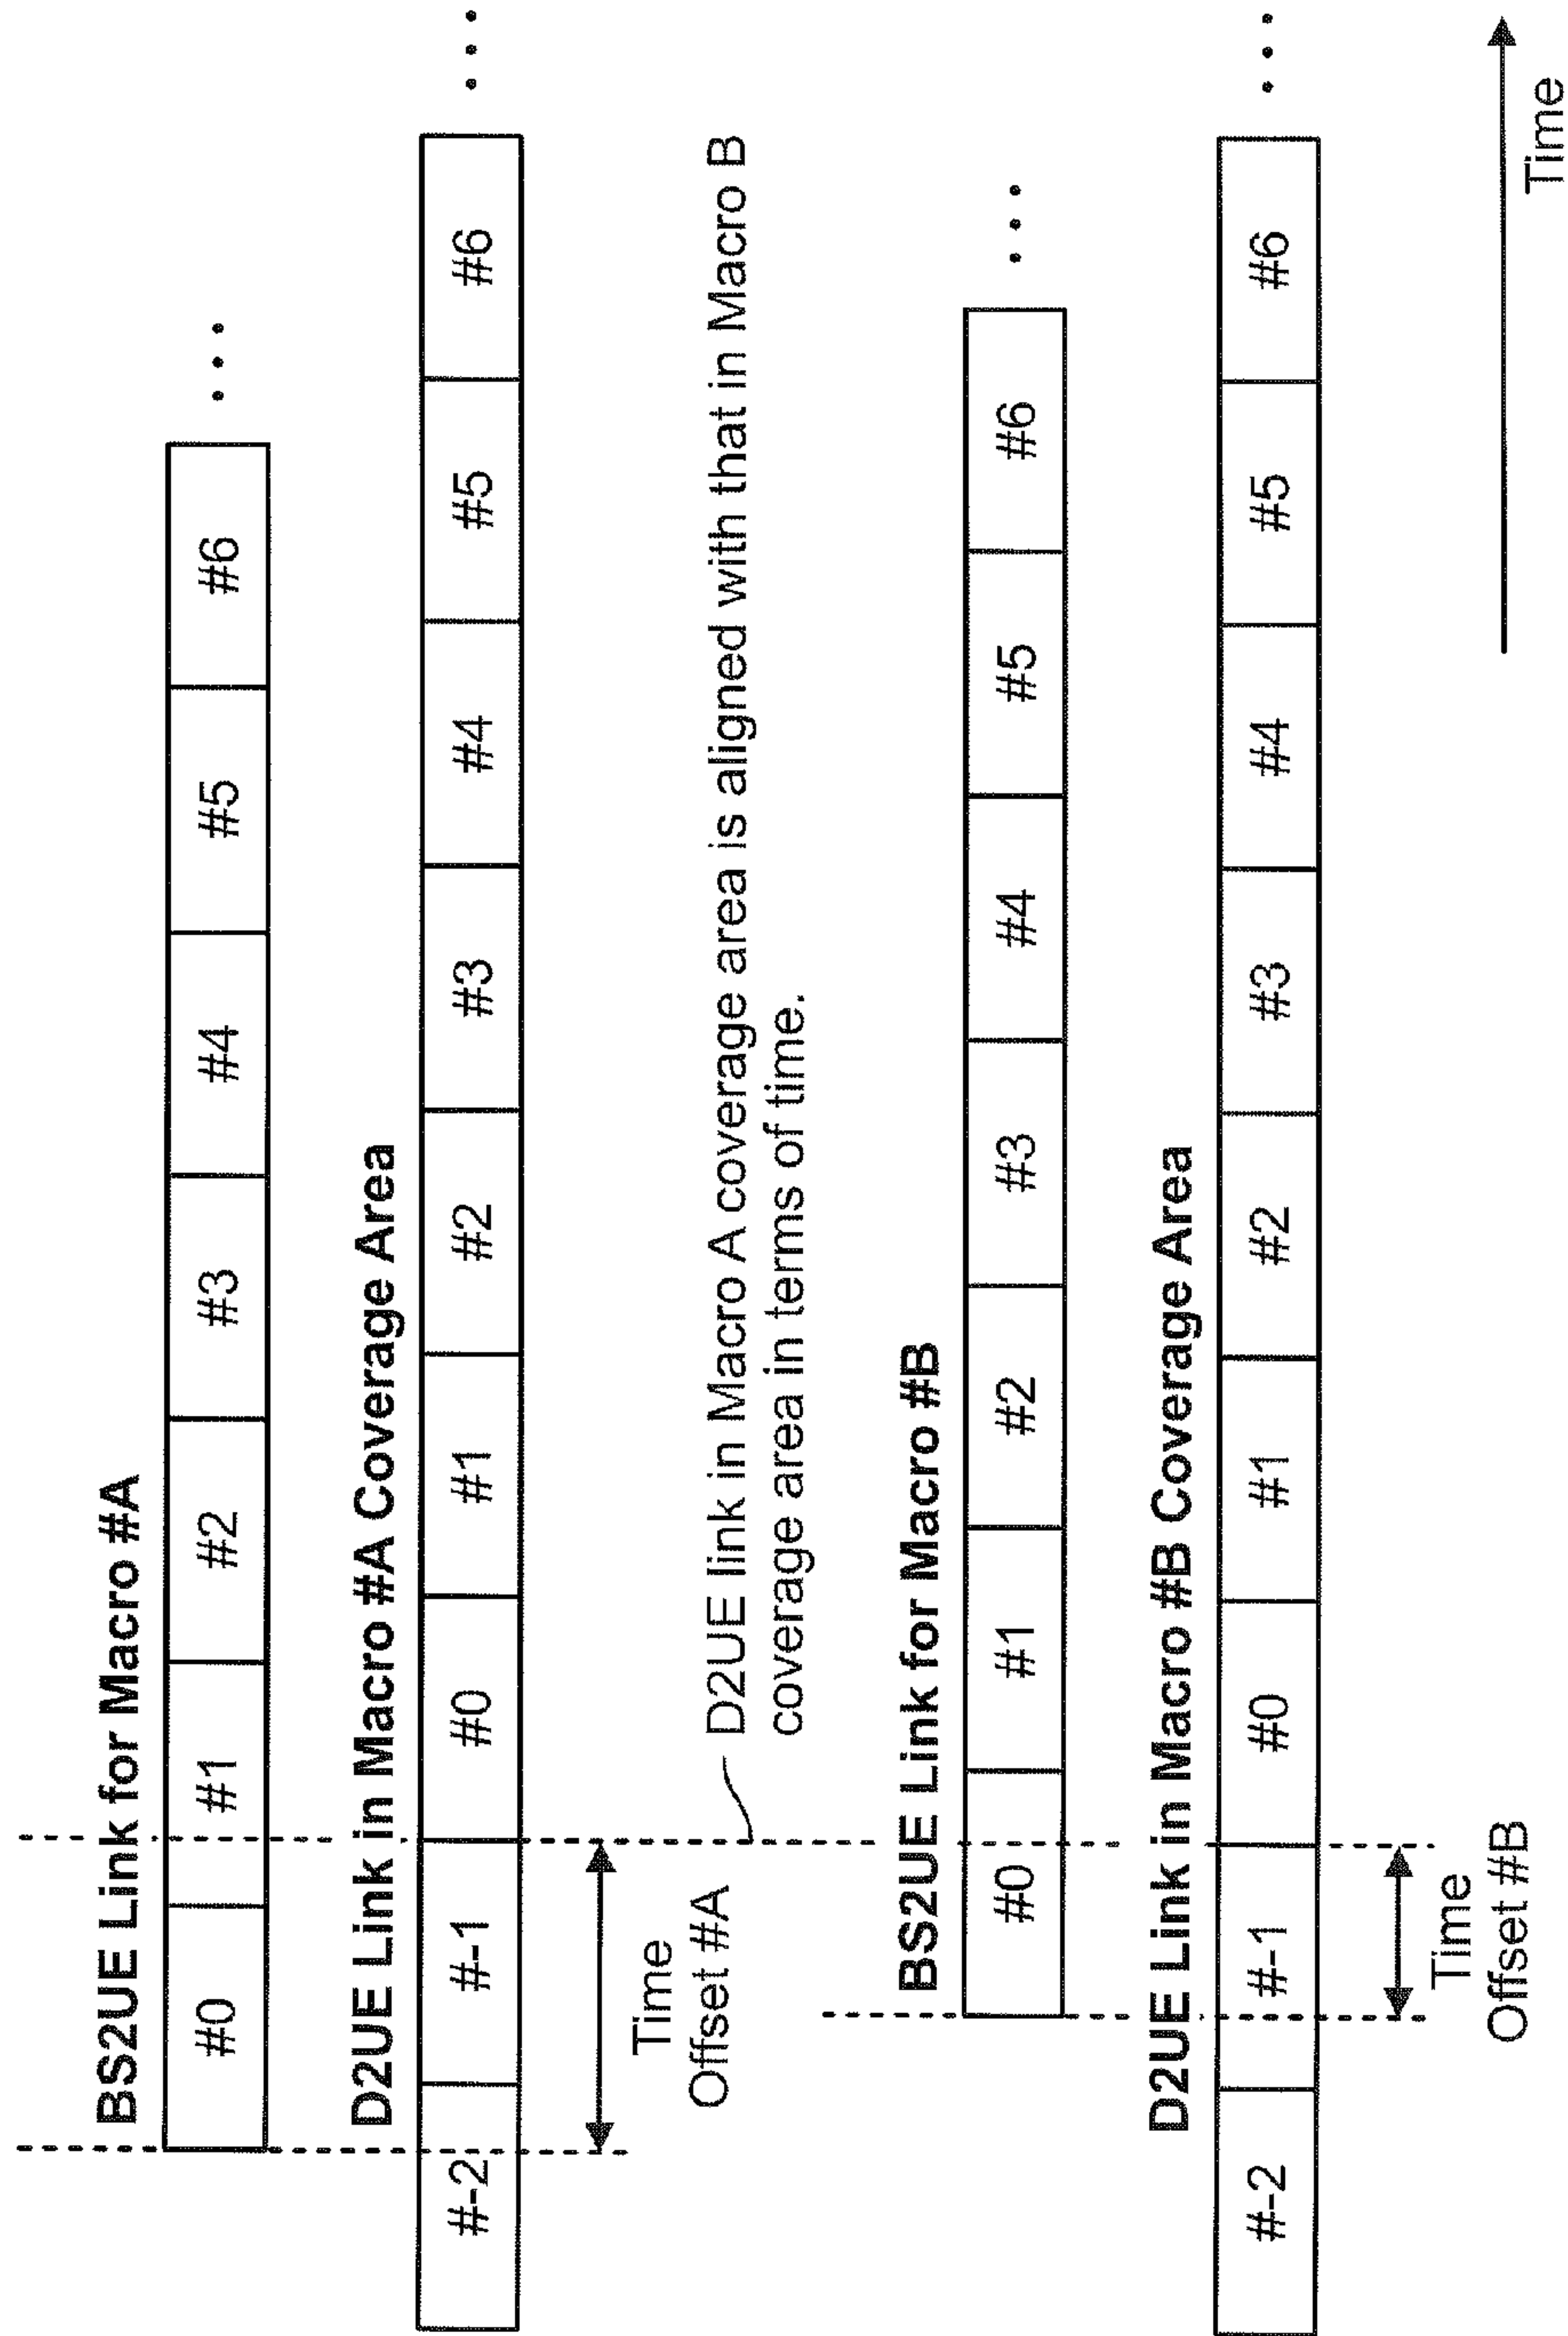 BS2UE Link for Macro #A
#0 #1 #2 #3 #4 #5 #6 ...
D2UE Link in Macro #A Coverage Area
#-2 #-1 #0 #1 #2 #3 #4 #5 #6 ...
Time
Offset #A
D2UE link in Macro A coverage area is aligned with that in Macro B
coverage area in terms of time.
BS2UE Link for Macro #B
#0 #1 #2 #3 #4 #5 #6 ...
D2UE Link in Macro #B Coverage Area
#-2 #-1 #0 #1 #2 #3 #4 #5 #6 ...
Time
Offset #B
Time